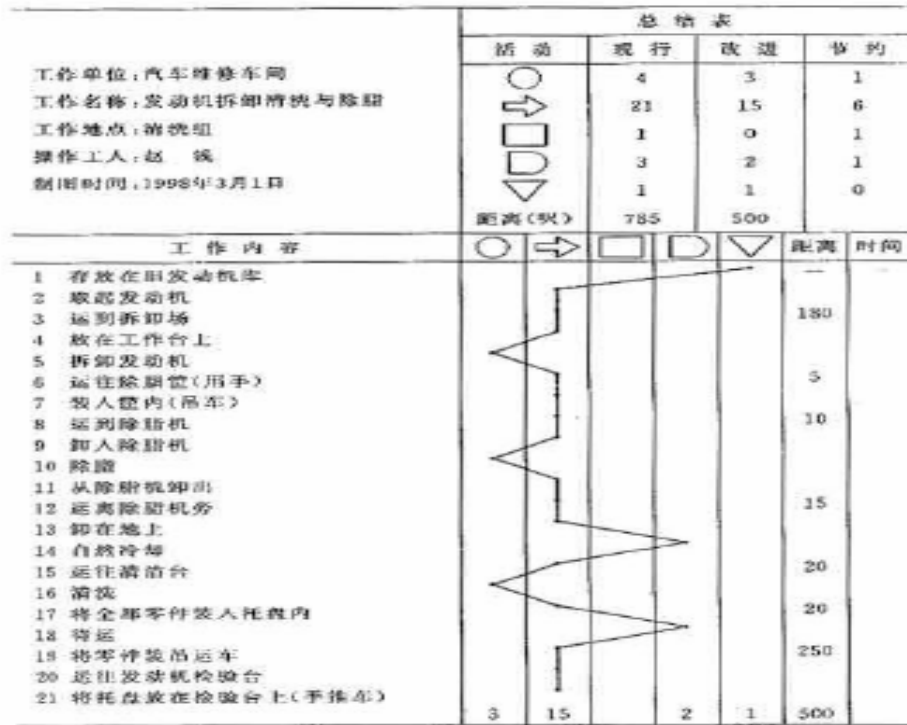 总结表
活动 现行 改进 节约
工作单位:汽车维修车间 4 3 1
工作名称:发动机拆卸清洗与除脂 21 15 6
工作地点:清洗组 1 0 1
操作工人:赵 钱 3 2 1
制图时间:1998年3月1日 1 1 0
距离(呎) 785 500
工作内容 距离 时间
1 存放在旧发动机库 —
2 取起发动机
3 运到拆卸场 180
4 放在工作台上
5 拆卸发动机
6 运往除脂筐(用手) 5
7 装入筐内(吊车)
8 运到除脂机 10
9 卸入除脂机
10 除脂
11 从除脂机卸出
12 运离除脂机旁 15
13 卸在地上
14 自然冷却
15 运往清洁台 20
16 清洗
17 将全部零件装入托盘内 20
18 待运
19 将零件装吊运车 250
20 运往发动机检验台
21 将托盘放在检验台上(手推车)
3 15 2 1 500